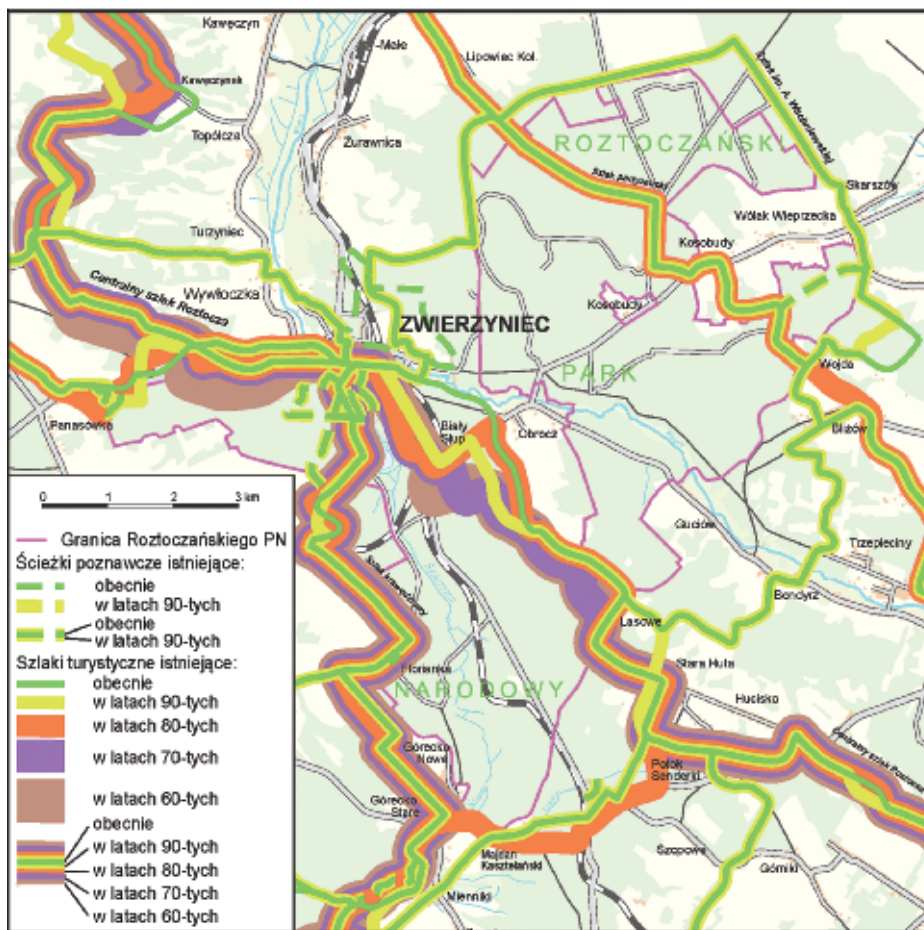 Kawęczyn
-Małe
Lipowiec Kol.
Kawęczynek
Topólcza
Żurawnica
ROZTOCZAŃSKI
Skarszów
Wólak Wieprzecka
Turzyniec
Kosobudy
Centralny szlak Roztocza
Wywłoczka
Kosobudy
ZWIERZYNIEC
PARK
Wojda
Panasówka
Biały Słup
Obrocz
Bliżów
Guciów
Trzepieciny
Bondyrz
Lasowe
Stara Huta
Florianka
NARODOWY
Hucisko
Górecko Nowe
Potok Senderki
Górecko Stare
Szopowe
Majdan Kasztelański
Górniki
Mienniki
0 1 2 3 km
Granica Roztoczańskiego PN
Ścieżki poznawcze istniejące:
obecnie
w latach 90-tych
obecnie
w latach 90-tych
Szlaki turystyczne istniejące:
obecnie
w latach 90-tych
w latach 80-tych
w latach 70-tych
w latach 60-tych
obecnie
w latach 90-tych
w latach 80-tych
w latach 70-tych
w latach 60-tych